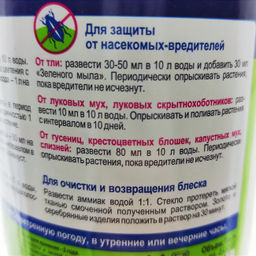 Для защиты
от насекомых-вредителей
От тли: развести 30-50 мл в 10 л воды и добавить 30 мл
«Зеленого мыла». Периодически опрыскивать растения,
пока вредители не исчезнут.
От луковых мух, луковых скрытнохоботников: раз-
вести 10 мл в 10 л воды. Опрыскивать и поливать растения
с интервалом в 10 дней.
От гусениц, крестоцветных блошек, капустных мух,
слизней: развести 80 мл в 10 л воды. Периодически
опрыскивать растения, пока вредители не исчезнут.
Для очистки и возвращения блеска
Развести аммиак водой 1:1. Стекло протереть мягкой
тканью смоченной полученным раствором. Золото и
серебрянные изделия положить в раствор на 30 минут.
ветренную погоду, в утренние или вечерние часы.